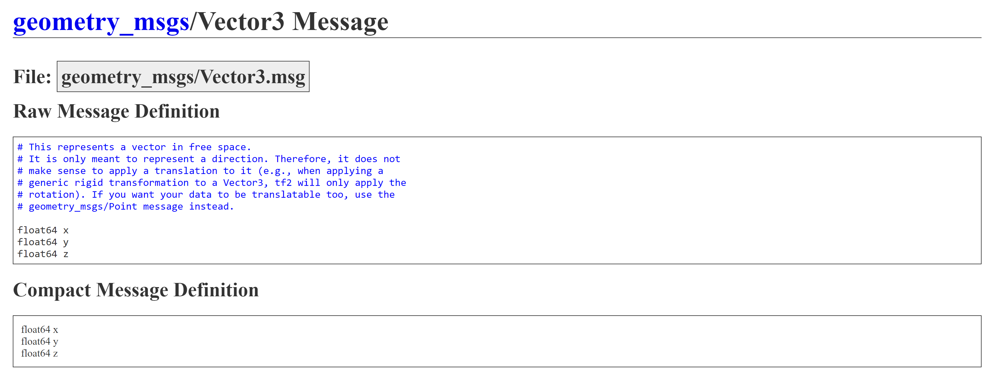 geometry_msgs/Vector3 Message
File: geometry_msgs/Vector3.msg
Raw Message Definition
# This represents a vector in free space.
# It is only meant to represent a direction. Therefore, it does not
# make sense to apply a translation to it (e.g., when applying a
# generic rigid transformation to a Vector3, tf2 will only apply the
# rotation). If you want your data to be translatable too, use the
# geometry_msgs/Point message instead.
float64 x
float64 y
float64 z
Compact Message Definition
float64 x
float64 y
float64 z